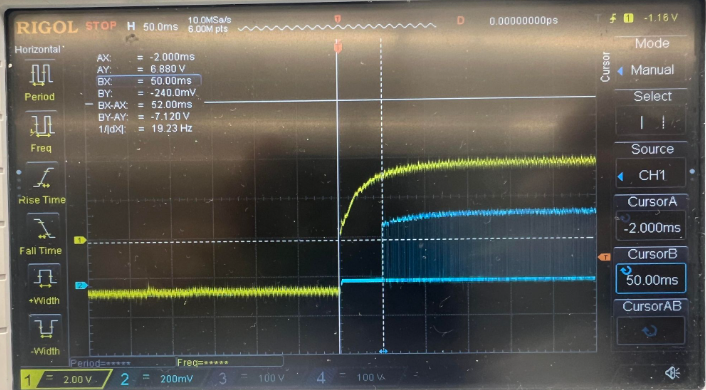 RIGOL STOP H 50.0ms 10.0MSa/s 6.00M pts D 0.00000000ps T 1 -1.16 V
Horizontal
Period
Freq
Rise Time
Fall Time
+Width
-Width
AX: = -2.000ms
AY: = 6.880 V
BX: = 50.00ms
BY: = -240.0mV
BX-AX: = 52.00ms
BY-AY: = -7.120 V
1/|dX|: = 19.23 Hz
Cursor
Mode
Manual
Select
Source
CH1
CursorA
-2.000ms
CursorB
50.00ms
CursorAB
1
2
T
Period=***** Freq=*****
1 = 2.00 V 2 = 200mV 3 = 100 V 4 = 100 V